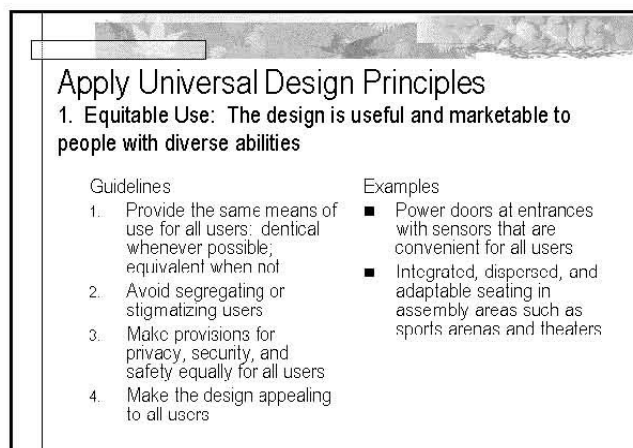 Apply Universal Design Principles
1. Equitable Use: The design is useful and marketable to
people with diverse abilities
Guidelines
1. Provide the same means of
use for all users: dentical
whenever possible;
equivalent when not
2. Avoid segregating or
stigmatizing users
3. Make provisions for
privacy, security, and
safety equally for all users
4. Make the design appealing
to all users
Examples
■ Power doors at entrances
with sensors that are
convenient for all users
■ Integrated, dispersed, and
adaptable seating in
assembly areas such as
sports arenas and theaters